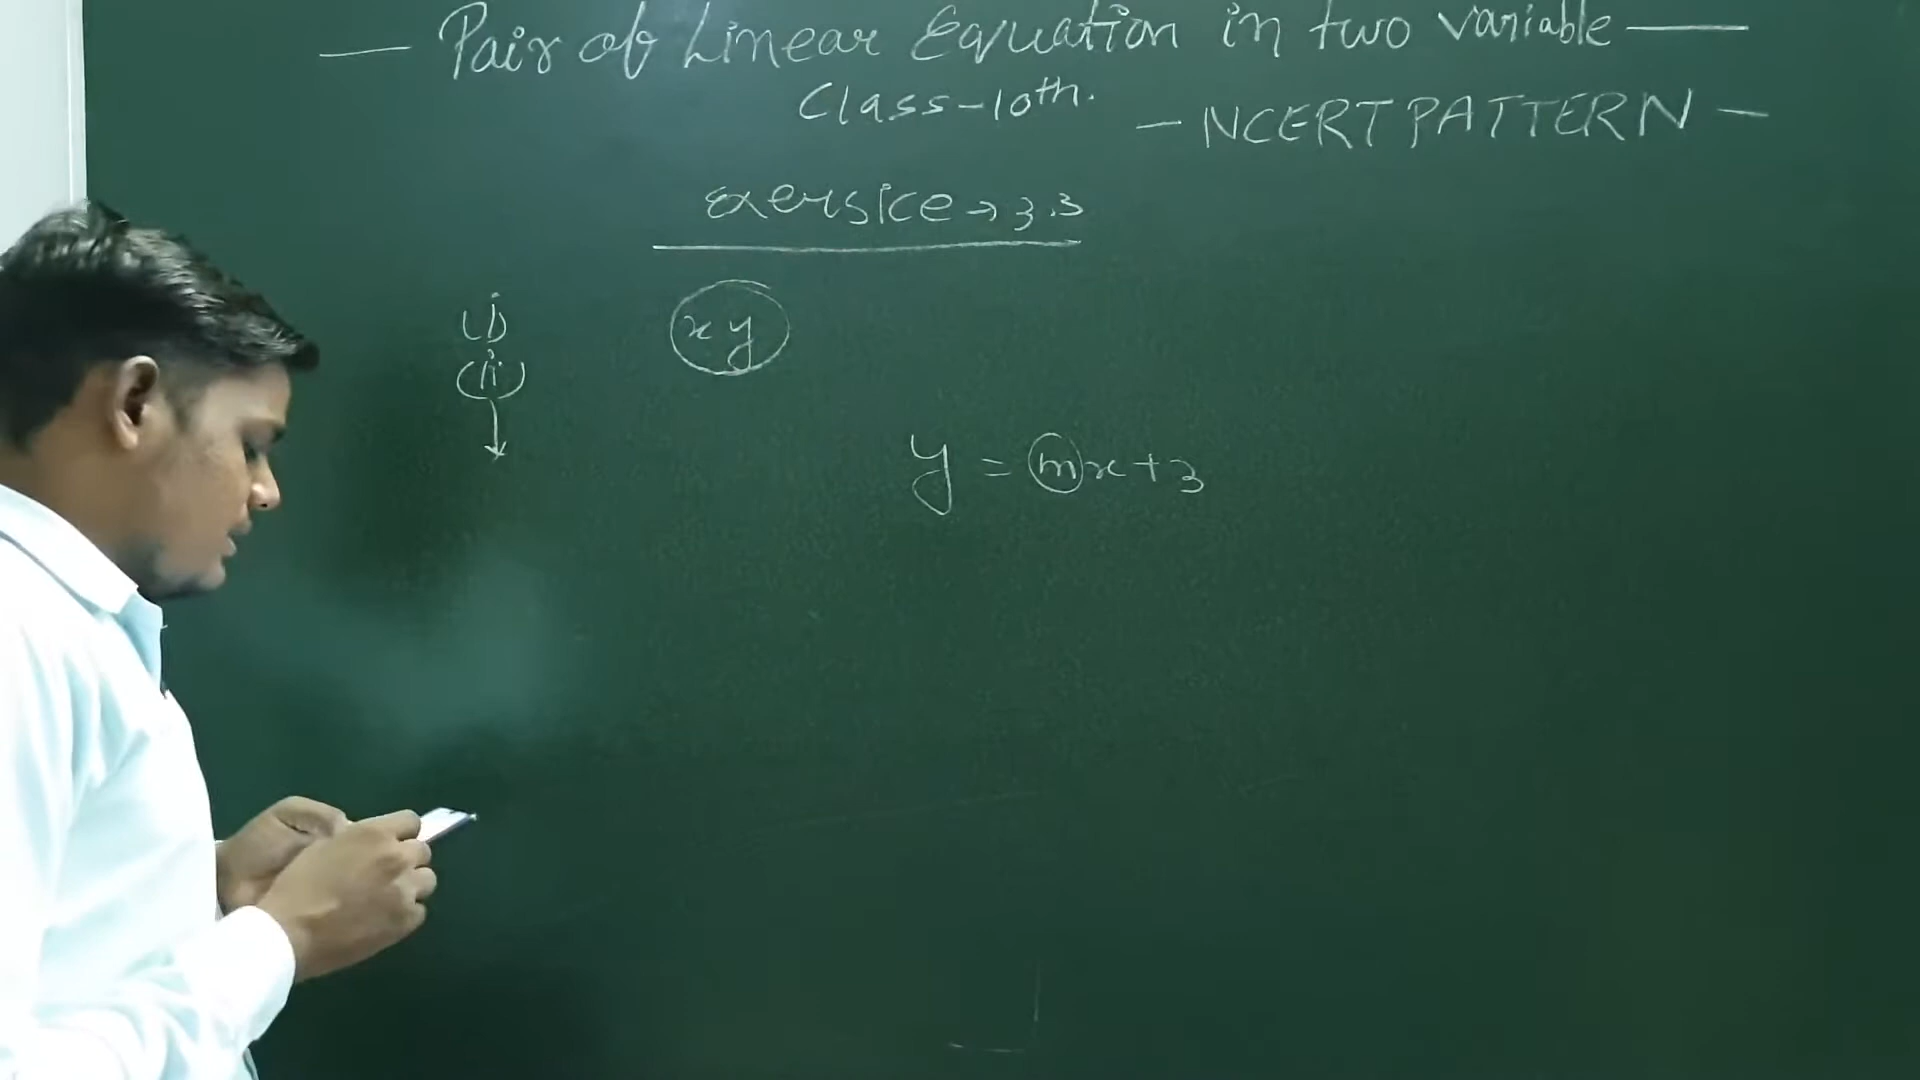 — Pair of Linear Equation in two variable —
Class-10th.
- NCERT PATTERN -
exersice → 3.3
(i)
(ii)
↓
xy
y = mx+3